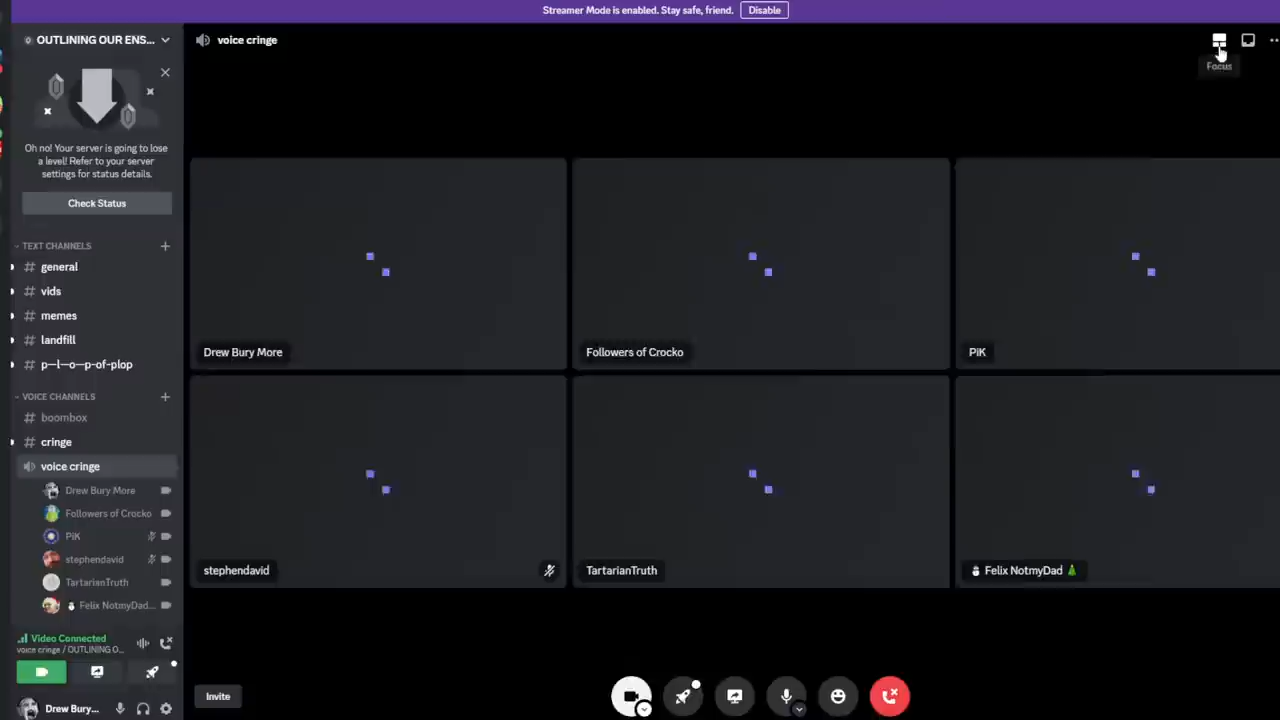 Streamer Mode is enabled. Stay safe, friend. Disable
OUTLINING OUR ENS...
voice cringe
Focus
Oh no! Your server is going to lose
a level! Refer to your server
settings for status details.
Check Status
TEXT CHANNELS
general
vids
memes
landfill
p—l—o—p-of-plop
VOICE CHANNELS
boombox
cringe
voice cringe
Drew Bury More
Followers of Crocko
PiK
stephendavid
TartarianTruth
Felix NotmyDad...
Video Connected
voice cringe / OUTLINING O...
Drew Bury...
Drew Bury More
Followers of Crocko
PiK
stephendavid
TartarianTruth
Felix NotmyDad
Invite